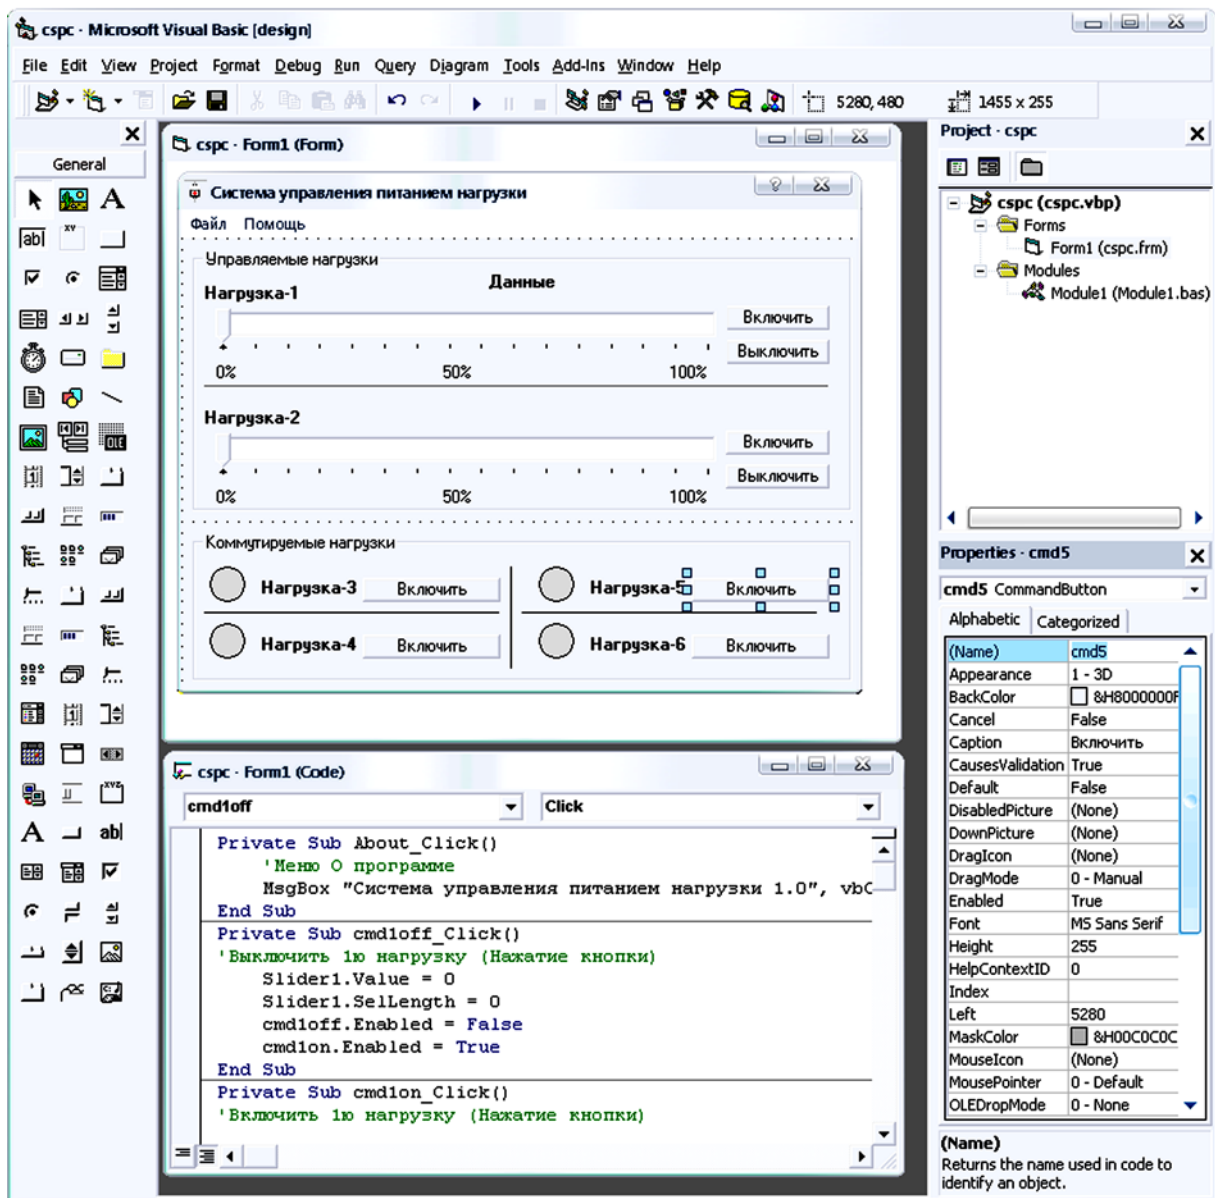 cspc - Microsoft Visual Basic [design]
File Edit View Project Format Debug Run Query Diagram Tools Add-Ins Window Help
5280, 480
1455 x 255
General
A
abl
XY
OLE
XYZ
A
abl
cspc - Form1 (Form)
Система управления питанием нагрузки
Файл Помощь
Управляемые нагрузки
Данные
Нагрузка-1
Включить
Выключить
0% 50% 100%
Нагрузка-2
Включить
Выключить
0% 50% 100%
Коммутируемые нагрузки
Нагрузка-3 Включить Нагрузка-5 Включить
Нагрузка-4 Включить Нагрузка-6 Включить
cspc - Form1 (Code)
cmd1off Click
Private Sub About_Click()
'Меню О программе
MsgBox "Система управления питанием нагрузки 1.0", vbC
End Sub
Private Sub cmd1off_Click()
'Выключить 1ю нагрузку (Нажатие кнопки)
Slider1.Value = 0
Slider1.SelLength = 0
cmd1off.Enabled = False
cmd1on.Enabled = True
End Sub
Private Sub cmd1on_Click()
'Включить 1ю нагрузку (Нажатие кнопки)
Project - cspc
cspc (cspc.vbp)
Forms
Form1 (cspc.frm)
Modules
Module1 (Module1.bas)
Properties - cmd5
cmd5 CommandButton
Alphabetic Categorized
(Name) cmd5
Appearance 1 - 3D
BackColor &H8000000F
Cancel False
Caption Включить
CausesValidation True
Default False
DisabledPicture (None)
DownPicture (None)
DragIcon (None)
DragMode 0 - Manual
Enabled True
Font MS Sans Serif
Height 255
HelpContextID 0
Index
Left 5280
MaskColor &H00C0C0C
MouseIcon (None)
MousePointer 0 - Default
OLEDropMode 0 - None
(Name)
Returns the name used in code to
identify an object.